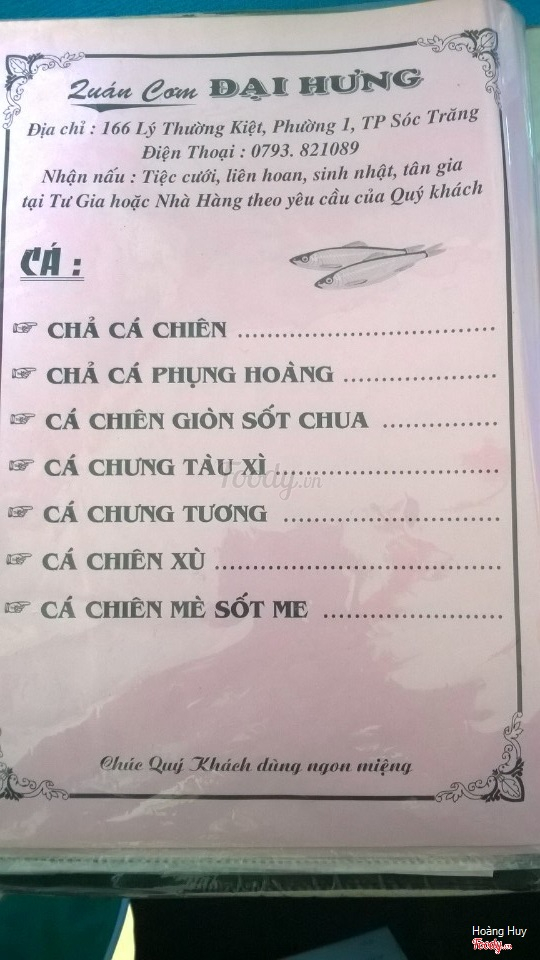 Quán Cơm ĐẠI HƯNG
Địa chỉ : 166 Lý Thường Kiệt, Phường 1, TP Sóc Trăng
Điện Thoại : 0793. 821089
Nhận nấu : Tiệc cưới, liên hoan, sinh nhật, tân gia
tại Tư Gia hoặc Nhà Hàng theo yêu cầu của Quý khách
CÁ :
CHẢ CÁ CHIÊN ..................................
CHẢ CÁ PHỤNG HOÀNG ....................
CÁ CHIÊN GIÒN SỐT CHUA ...............
CÁ CHƯNG TÀU XÌ ............................
Foody.vn
CÁ CHƯNG TƯƠNG ............................
CÁ CHIÊN XÙ .....................................
CÁ CHIÊN MÈ SỐT ME .......................
Chúc Quý Khách dùng ngon miệng
Hoàng Huy
Foody.vn